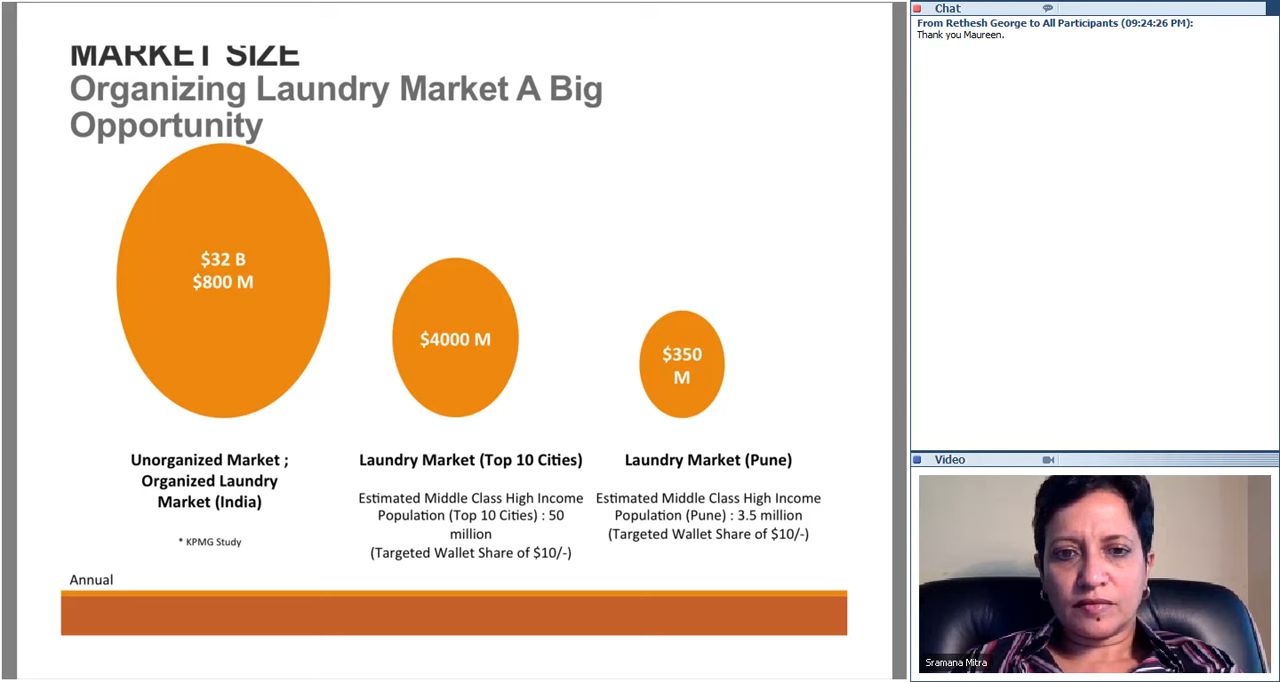 MARKET SIZE
Organizing Laundry Market A Big
Opportunity
$32 B
$800 M
$4000 M
$350
M
Unorganized Market ;
Organized Laundry
Market (India)
* KPMG Study
Laundry Market (Top 10 Cities)
Estimated Middle Class High Income
Population (Top 10 Cities) : 50
million
(Targeted Wallet Share of $10/-)
Laundry Market (Pune)
Estimated Middle Class High Income
Population (Pune) : 3.5 million
(Targeted Wallet Share of $10/-)
Annual
Chat
From Rethesh George to All Participants (09:24:26 PM):
Thank you Maureen.
Video
Sramana Mitra